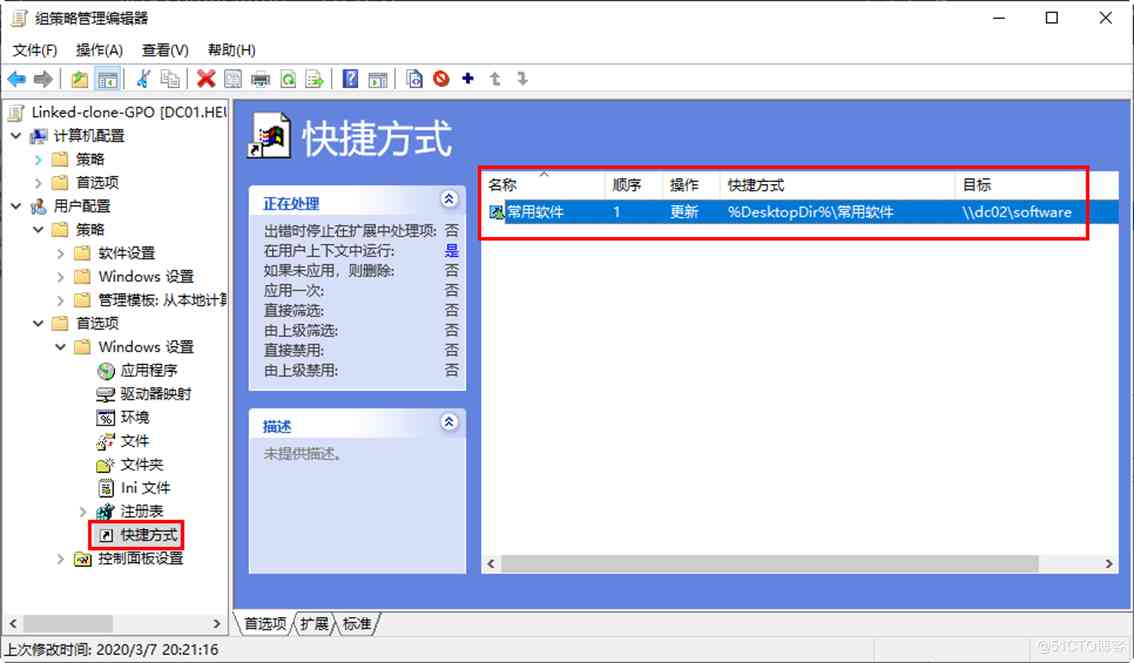 组策略管理编辑器
文件(F) 操作(A) 查看(V) 帮助(H)
Linked-clone-GPO [DC01.HEU
计算机配置
策略
首选项
用户配置
策略
软件设置
Windows 设置
管理模板: 从本地计算
首选项
Windows 设置
应用程序
驱动器映射
环境
文件
文件夹
Ini 文件
注册表
快捷方式
控制面板设置
快捷方式
正在处理
出错时停止在扩展中处理项: 否
在用户上下文中运行: 是
如果未应用，则删除: 否
应用一次: 否
直接筛选: 否
由上级筛选: 否
直接禁用: 否
由上级禁用: 否
描述
未提供描述。
名称 顺序 操作 快捷方式 目标
常用软件 1 更新 %DesktopDir%\常用软件 \\dc02\software
首选项 扩展 标准
上次修改时间: 2020/3/7 20:21:16
@51CTO博客